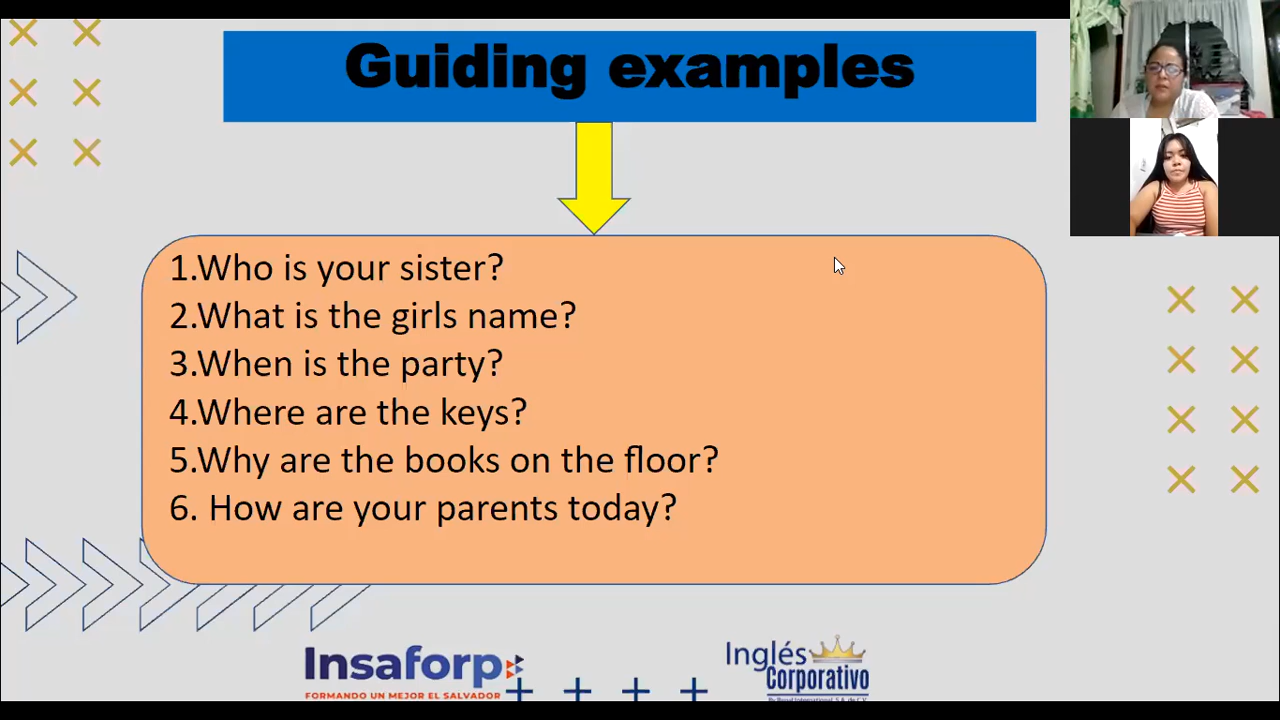 Guiding examples
1.Who is your sister?
2.What is the girls name?
3.When is the party?
4.Where are the keys?
5.Why are the books on the floor?
6. How are your parents today?
Insaforp
FORMANDO UN MEJOR EL SALVADOR
Inglés
Corporativo